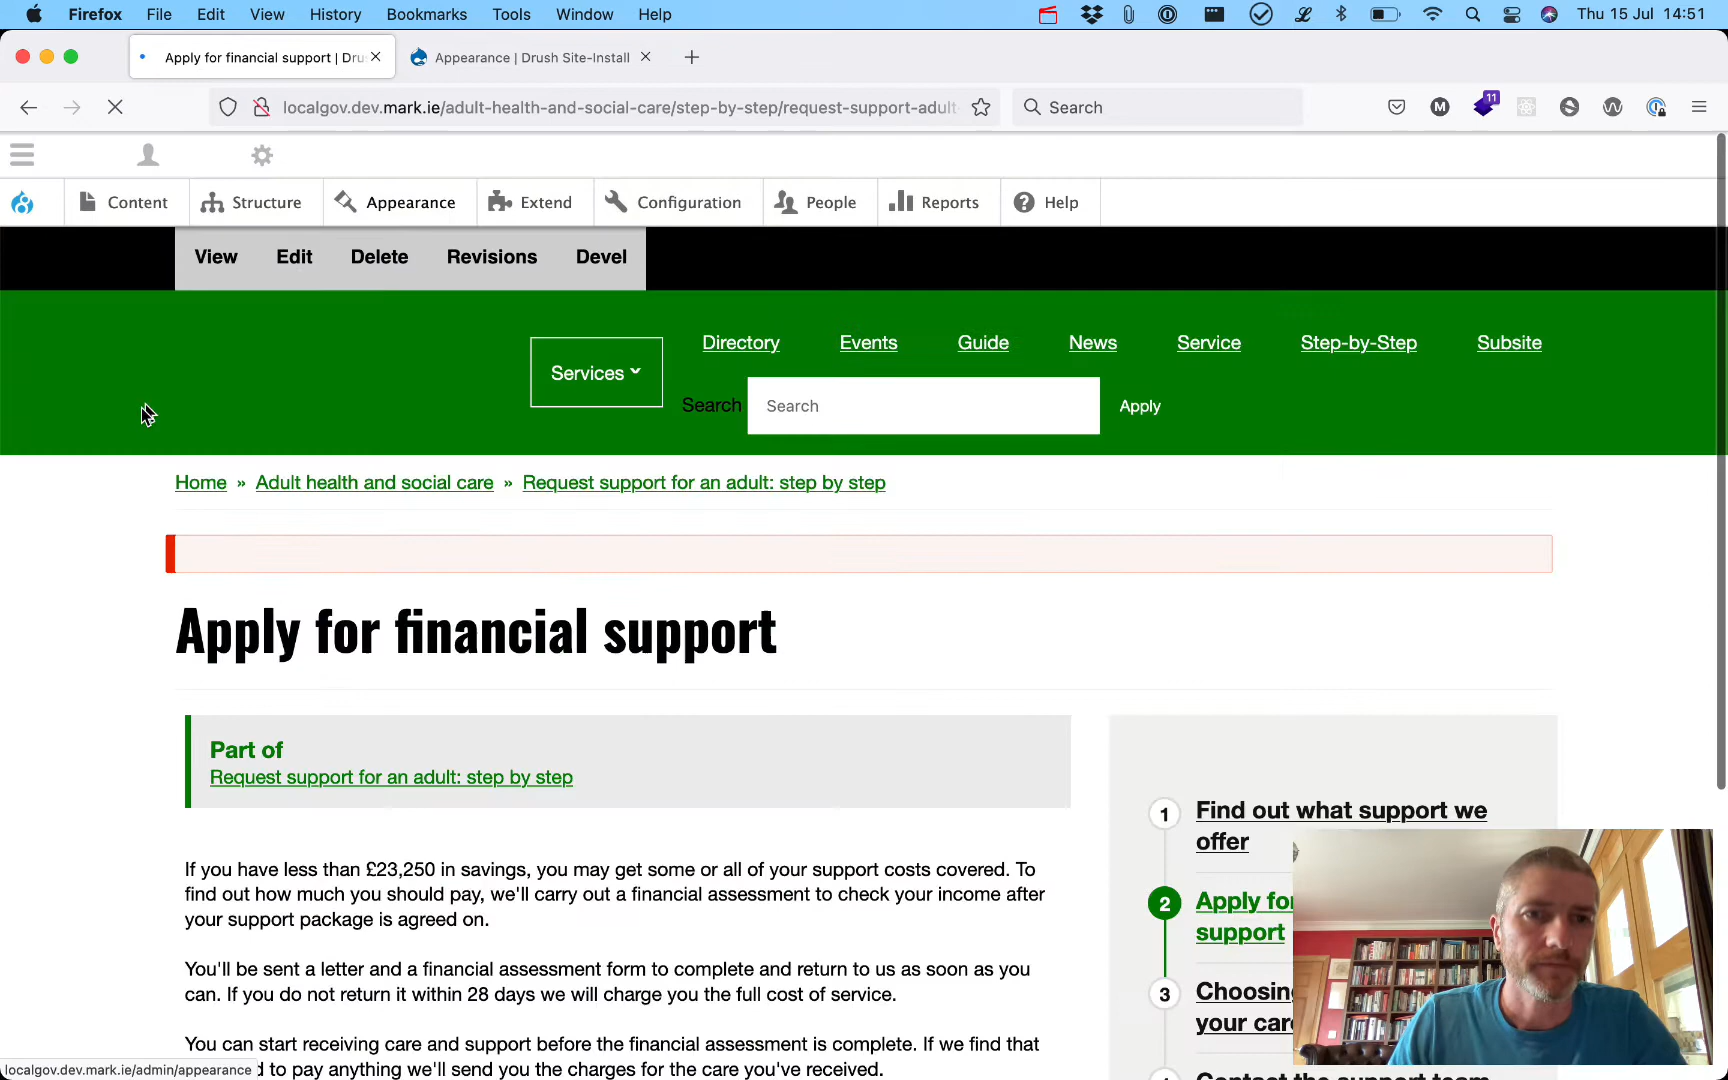 Firefox File Edit View History Bookmarks Tools Window Help Thu 15 Jul 14:51
Apply for financial support | Dru Appearance | Drush Site-Install
localgov.dev.mark.ie/adult-health-and-social-care/step-by-step/request-support-adult- Search M 11
Content Structure Appearance Extend Configuration People Reports Help
View Edit Delete Revisions Devel
Directory Events Guide News Service Step-by-Step Subsite
Services
Search Search Apply
Home » Adult health and social care » Request support for an adult: step by step
Apply for financial support
Part of
Request support for an adult: step by step
If you have less than £23,250 in savings, you may get some or all of your support costs covered. To
find out how much you should pay, we'll carry out a financial assessment to check your income after
your support package is agreed on.
You'll be sent a letter and a financial assessment form to complete and return to us as soon as you
can. If you do not return it within 28 days we will charge you the full cost of service.
You can start receiving care and support before the financial assessment is complete. If we find that
d to pay anything we'll send you the charges for the care you've received.
1 Find out what support we
offer
2 Apply for
support
3 Choosing
your care
Contact the support team
localgov.dev.mark.ie/admin/appearance